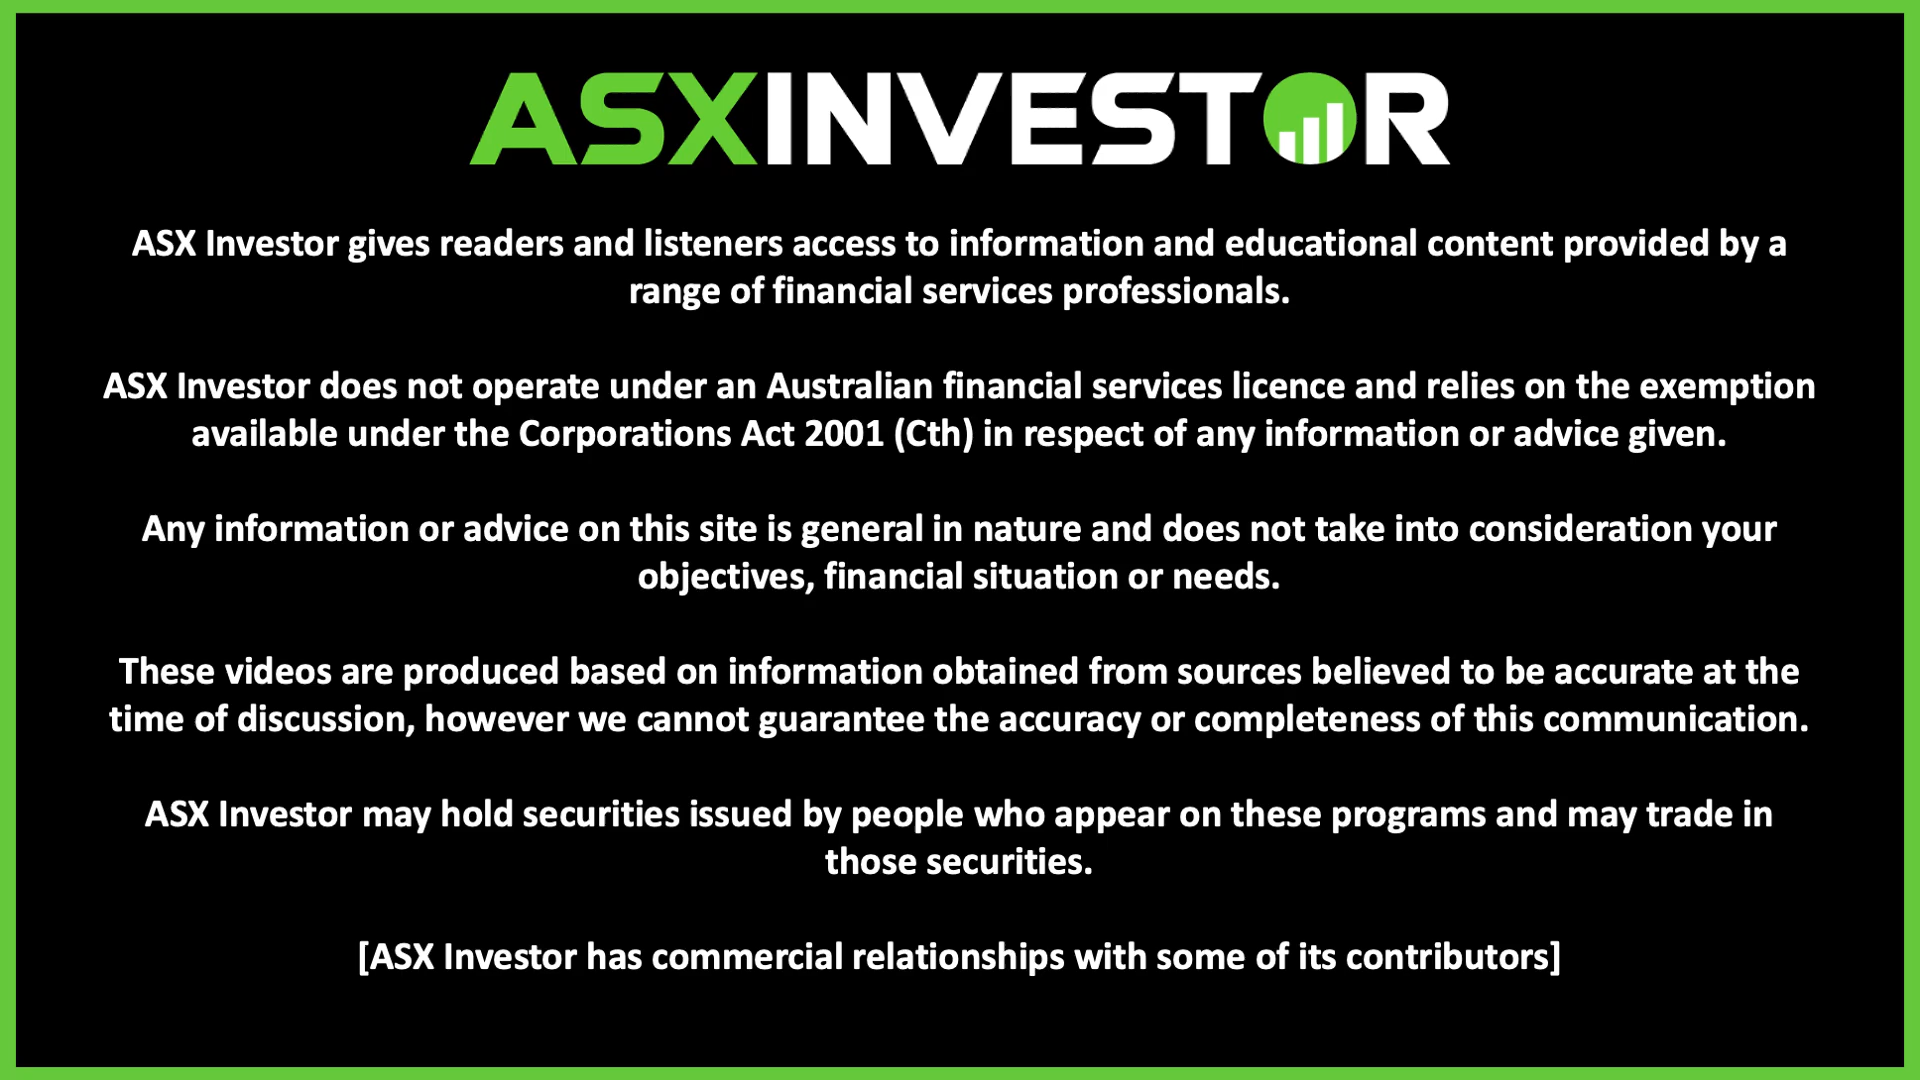 ASXINVESTOR
ASX Investor gives readers and listeners access to information and educational content provided by a
range of financial services professionals.
ASX Investor does not operate under an Australian financial services licence and relies on the exemption
available under the Corporations Act 2001 (Cth) in respect of any information or advice given.
Any information or advice on this site is general in nature and does not take into consideration your
objectives, financial situation or needs.
These videos are produced based on information obtained from sources believed to be accurate at the
time of discussion, however we cannot guarantee the accuracy or completeness of this communication.
ASX Investor may hold securities issued by people who appear on these programs and may trade in
those securities.
[ASX Investor has commercial relationships with some of its contributors]